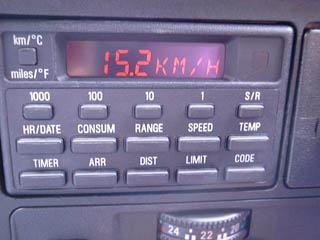 km/°C
miles/°F
15.2 KM/H
1000 100 10 1 S/R
HR/DATE CONSUM RANGE SPEED TEMP
TIMER ARR DIST LIMIT CODE
24 22 20